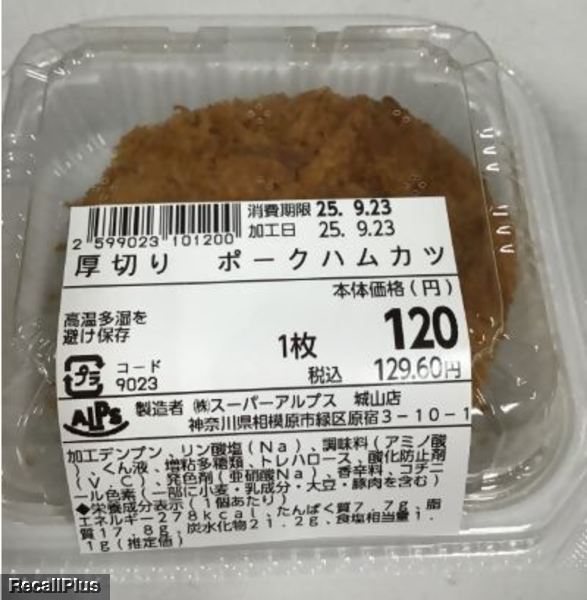 消費期限 25. 9.23
2 599023 101200 加工日 25. 9.23
厚切り ポークハムカツ
本体価格(円)
高温多湿を
避け保存
1枚 120
プラ コード
9023
税込 129.60円
ALPS 製造者 ㈱スーパーアルプス 城山店
神奈川県相模原市緑区原宿3-10-1
加工デンプン、リン酸塩(Na)、調味料(アミノ酸
)、くん液、増粘多糖類、トレハロース、酸化防止剤
(V.C)、発色剤(亜硝酸Na)、香辛料、コチニ
ール色素(一部に小麦・乳成分・大豆・豚肉を含む)
◆栄養成分表示(1個あたり)
エネルギー278kcal、たんぱく質7.7g、脂
質17.8g、炭水化物21.2g、食塩相当量1.
1g(推定値)
RecallPlus